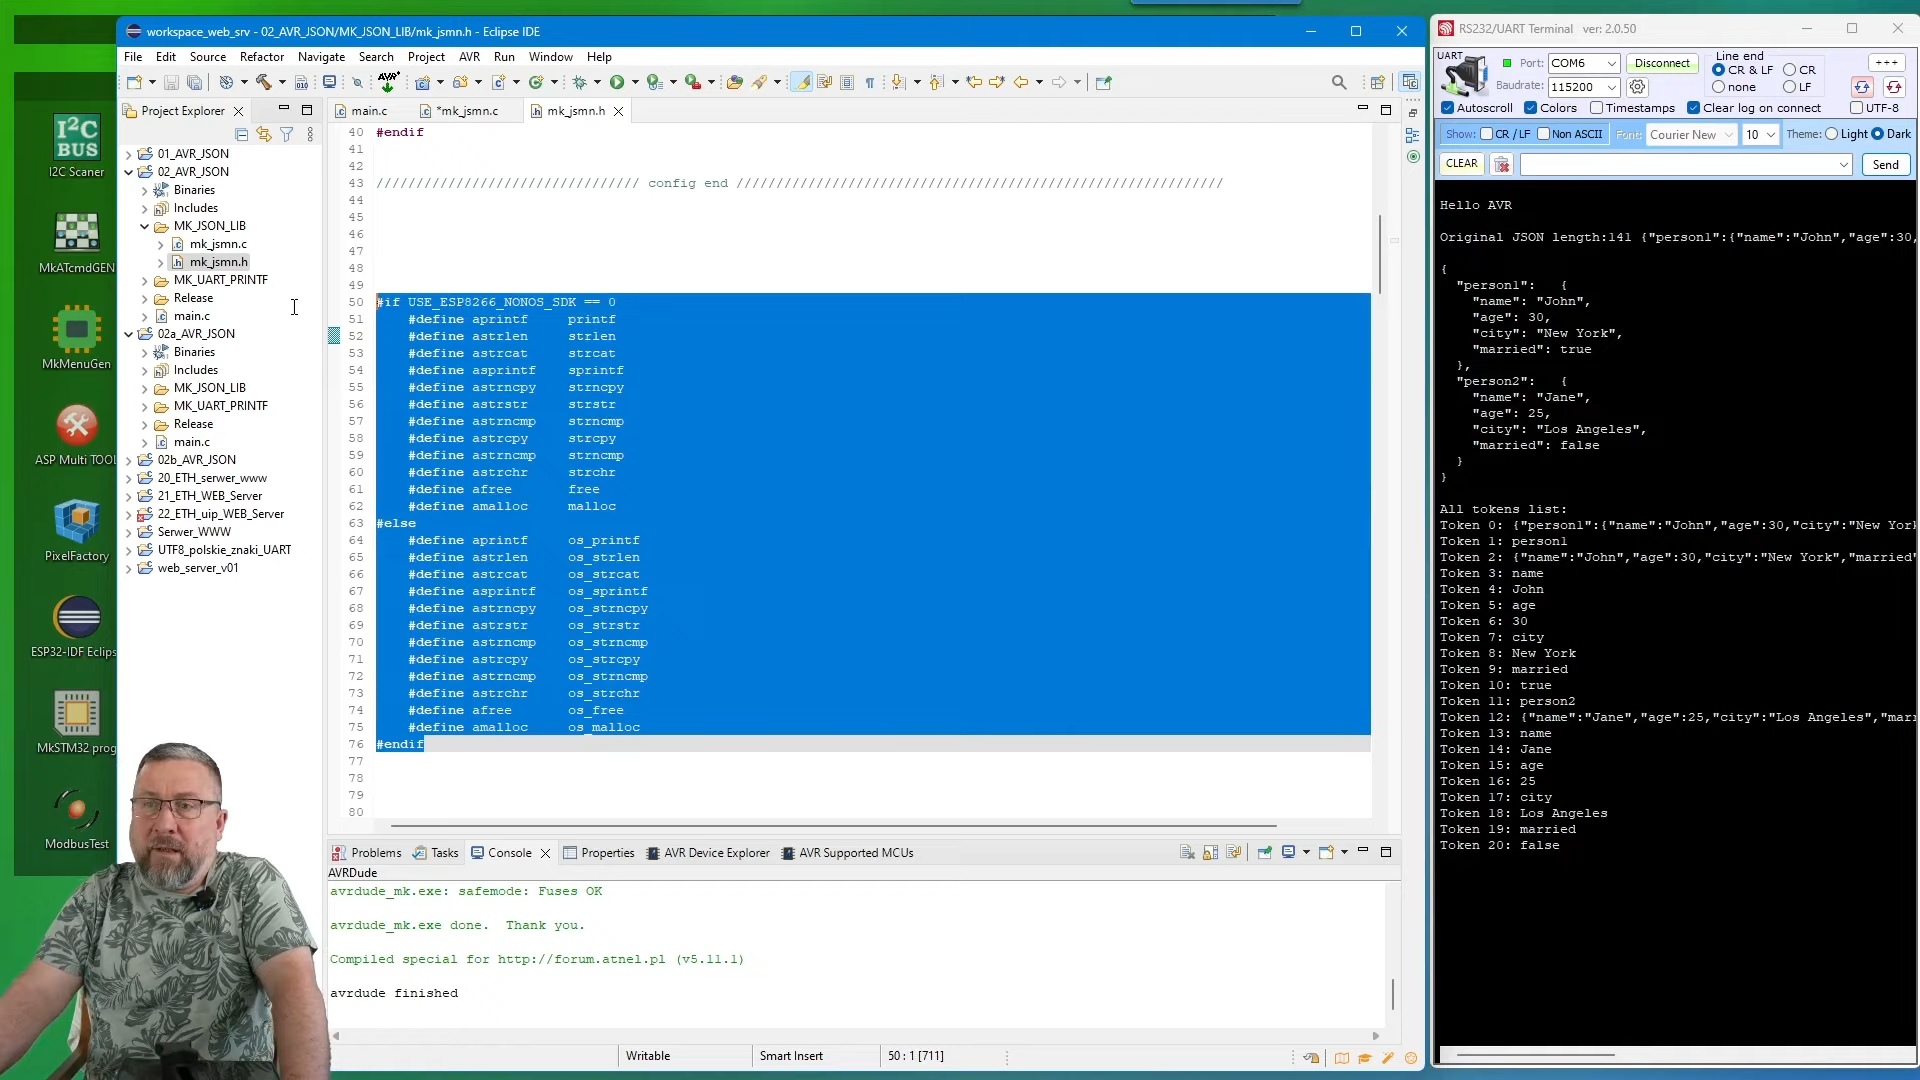 I2C
BUS
I2C Scaner
MkATcmdGEN
MkMenuGen
ASP Multi TOOL
PixelFactory
ESP32-IDF Eclips
MkSTM32 prog
ModbusTest
workspace_web_srv - 02_AVR_JSON/MK_JSON_LIB/mk_jsmn.h - Eclipse IDE
File Edit Source Refactor Navigate Search Project AVR Run Window Help
AVR
010
Project Explorer
01_AVR_JSON
02_AVR_JSON
Binaries
Includes
MK_JSON_LIB
mk_jsmn.c
mk_jsmn.h
MK_UART_PRINTF
Release
main.c
02a_AVR_JSON
Binaries
Includes
MK_JSON_LIB
MK_UART_PRINTF
Release
main.c
02b_AVR_JSON
20_ETH_serwer_www
21_ETH_WEB_Server
22_ETH_uip_WEB_Server
Serwer_WWW
UTF8_polskie_znaki_UART
web_server_v01
main.c *mk_jsmn.c mk_jsmn.h
40 #endif
41
42
43 ///////////////////////////////// config end /////////////////////////////////////////////////////////////
44
45
46
47
48
49
50 #if USE_ESP8266_NONOS_SDK == 0
51 #define aprintf printf
52 #define astrlen strlen
53 #define astrcat strcat
54 #define asprintf sprintf
55 #define astrncpy strncpy
56 #define astrstr strstr
57 #define astrncmp strncmp
58 #define astrcpy strcpy
59 #define astrncmp strncmp
60 #define astrchr strchr
61 #define afree free
62 #define amalloc malloc
63 #else
64 #define aprintf os_printf
65 #define astrlen os_strlen
66 #define astrcat os_strcat
67 #define asprintf os_sprintf
68 #define astrncpy os_strncpy
69 #define astrstr os_strstr
70 #define astrncmp os_strncmp
71 #define astrcpy os_strcpy
72 #define astrncmp os_strncmp
73 #define astrchr os_strchr
74 #define afree os_free
75 #define amalloc os_malloc
76 #endif
77
78
79
80
Problems Tasks Console Properties AVR Device Explorer AVR Supported MCUs
AVRDude
avrdude_mk.exe: safemode: Fuses OK
avrdude_mk.exe done. Thank you.
Compiled special for http://forum.atnel.pl (v5.11.1)
avrdude finished
Writable Smart Insert 50 : 1 [711]
RS232/UART Terminal ver: 2.0.50
UART Port: COM6 Disconnect
Baudrate: 115200
Line end
CR & LF CR
none LF
+++
Autoscroll Colors Timestamps Clear log on connect UTF-8
Show: CR / LF Non ASCII Font: Courier New 10 Theme: Light Dark
CLEAR Send
Hello AVR
Original JSON length:141 {"person1":{"name":"John","age":30,
{
"person1": {
"name": "John",
"age": 30,
"city": "New York",
"married": true
},
"person2": {
"name": "Jane",
"age": 25,
"city": "Los Angeles",
"married": false
}
}
All tokens list:
Token 0: {"person1":{"name":"John","age":30,"city":"New York
Token 1: person1
Token 2: {"name":"John","age":30,"city":"New York","married"
Token 3: name
Token 4: John
Token 5: age
Token 6: 30
Token 7: city
Token 8: New York
Token 9: married
Token 10: true
Token 11: person2
Token 12: {"name":"Jane","age":25,"city":"Los Angeles","marr
Token 13: name
Token 14: Jane
Token 15: age
Token 16: 25
Token 17: city
Token 18: Los Angeles
Token 19: married
Token 20: false